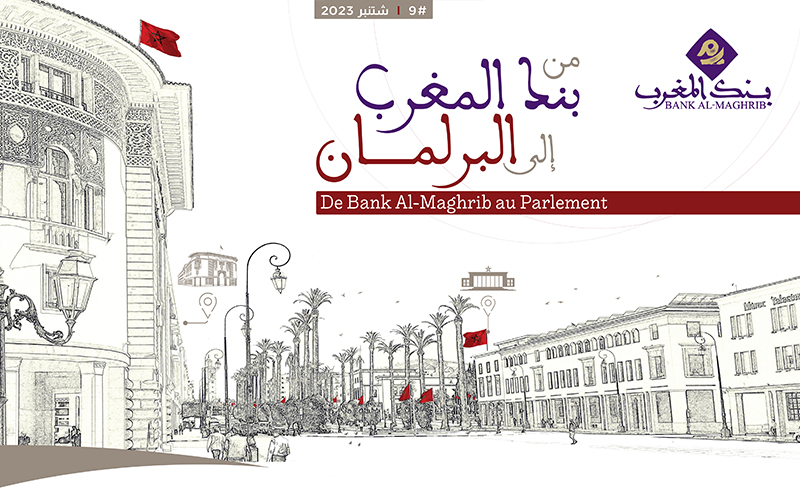 #9 | شتنبر 2023
من
بنك المغرب
إلى البرلمان
De Bank Al-Maghrib au Parlement
بنك المغرب
BANK AL-MAGHRIB